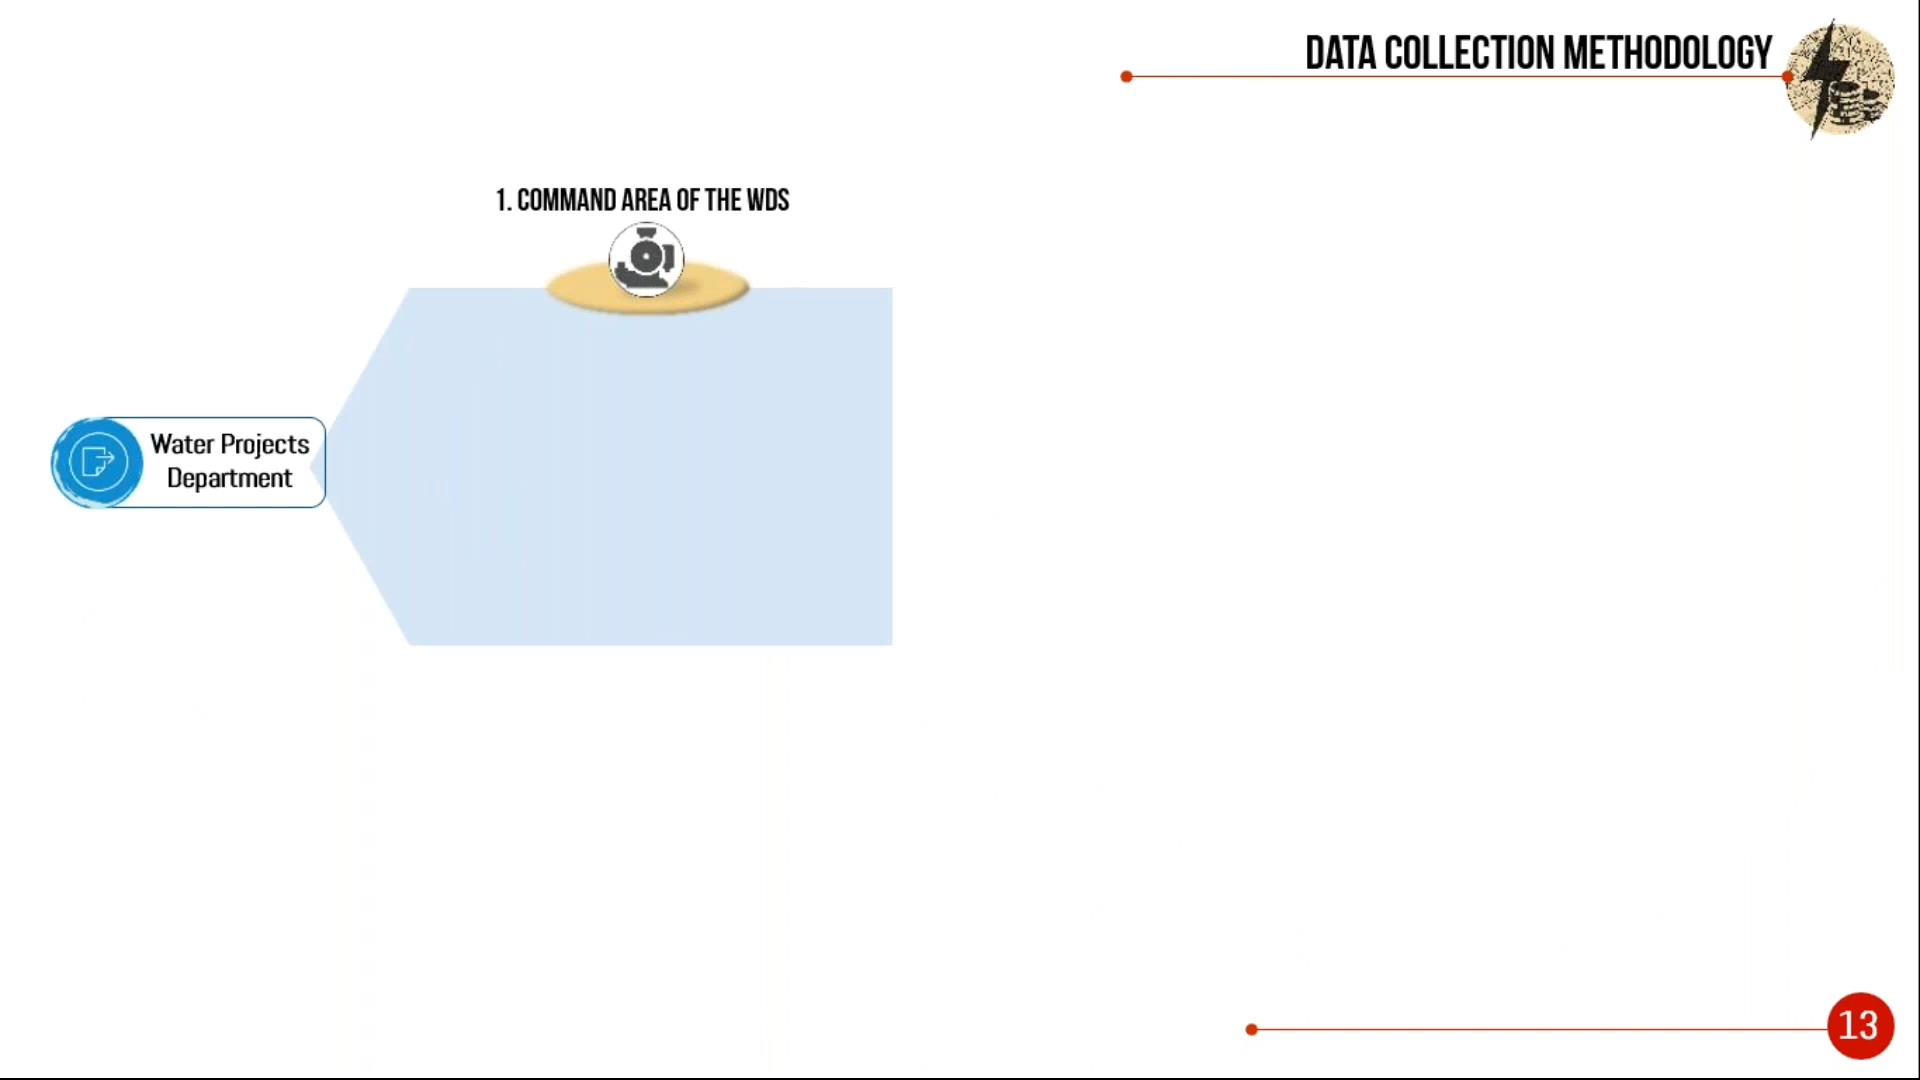 DATA COLLECTION METHODOLOGY
1. COMMAND AREA OF THE WDS
Water Projects
Department
13